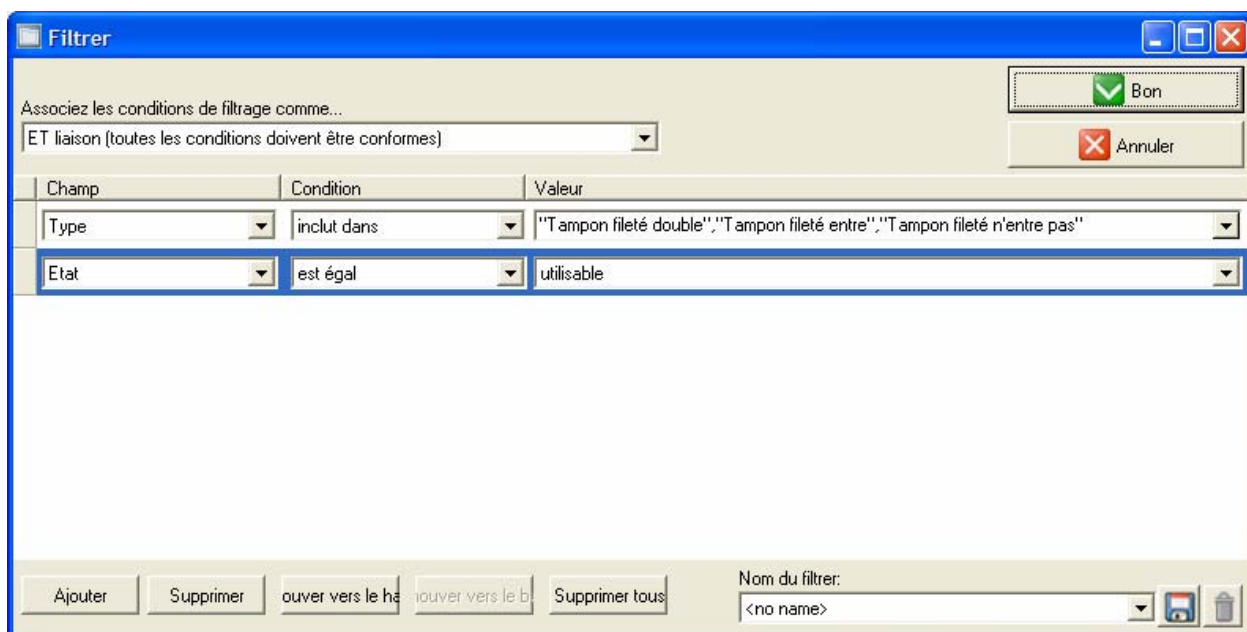 Filtrer
Bon
Associez les conditions de filtrage comme...
ET liaison (toutes les conditions doivent être conformes)
Annuler
Champ Condition Valeur
Type inclut dans "Tampon fileté double","Tampon fileté entre","Tampon fileté n'entre pas"
Etat est égal utilisable
Nom du filtrer:
Ajouter Supprimer ouver vers le ha ouver vers le b Supprimer tous
<no name>